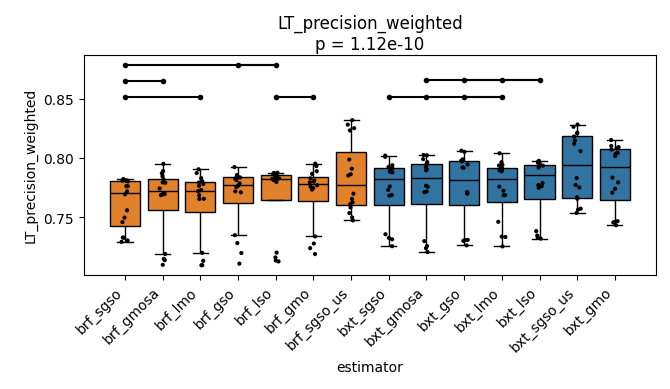 LT_precision_weighted
p = 1.12e-10
LT_precision_weighted
0.85
0.80
0.75
brf_sgso
brf_gmosa
brf_lmo
brf_gso
brf_lso
brf_gmo
brf_sgso_us
bxt_sgso
bxt_gmosa
bxt_gso
bxt_lmo
bxt_lso
bxt_sgso_us
bxt_gmo
estimator